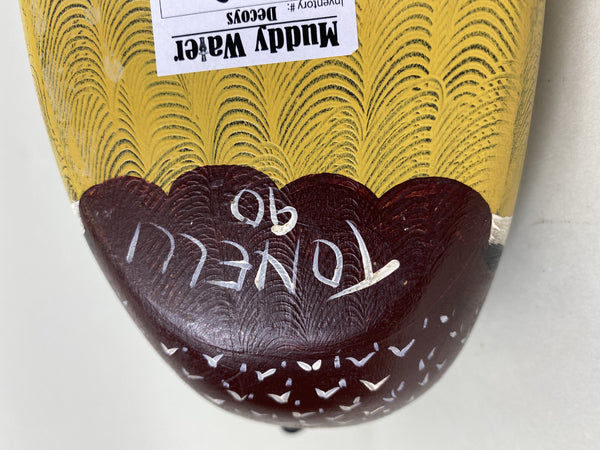 TONELLI
90
Muddy Water
Decoys
Inventory #: